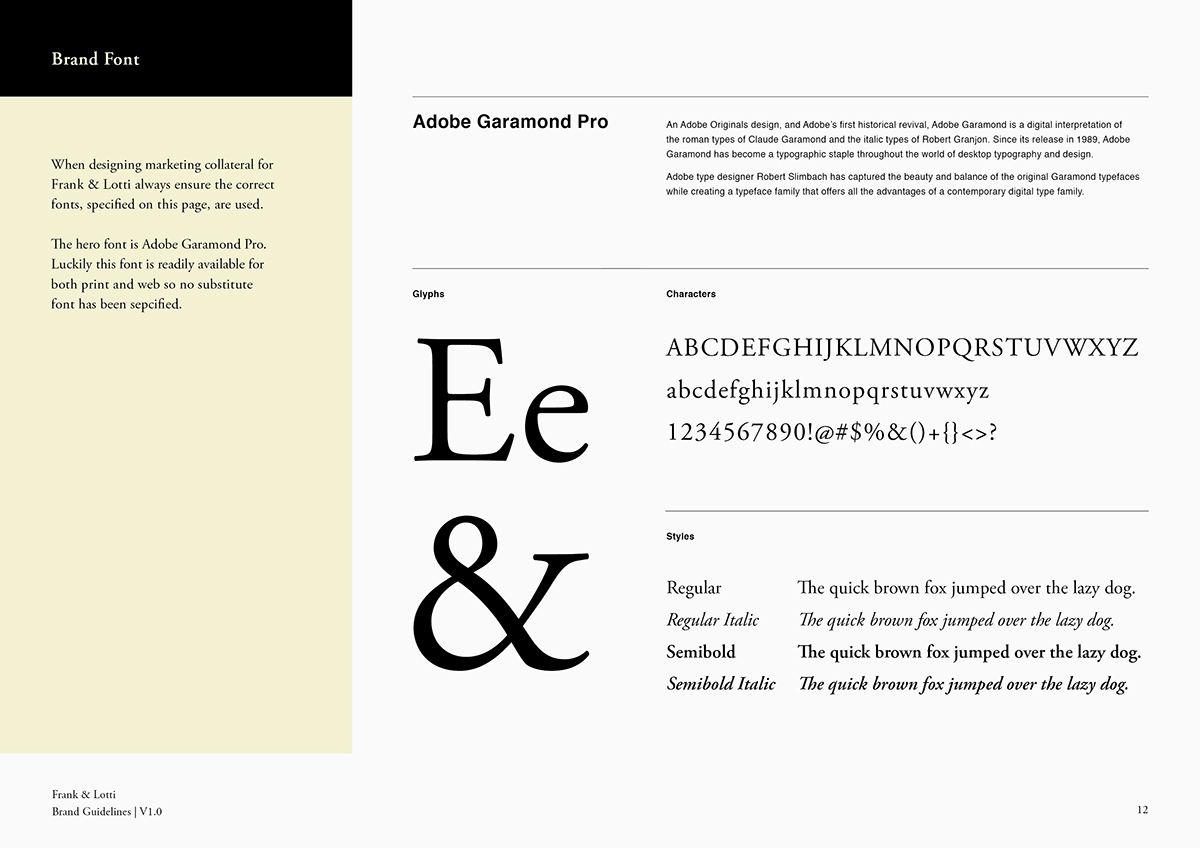 Brand Font
When designing marketing collateral for
Frank & Lotti always ensure the correct
fonts, specified on this page, are used.
The hero font is Adobe Garamond Pro.
Luckily this font is readily available for
both print and web so no substitute
font has been sepcified.
Adobe Garamond Pro
An Adobe Originals design, and Adobe's first historical revival, Adobe Garamond is a digital interpretation of
the roman types of Claude Garamond and the italic types of Robert Granjon. Since its release in 1989, Adobe
Garamond has become a typographic staple throughout the world of desktop typography and design.
Adobe type designer Robert Slimbach has captured the beauty and balance of the original Garamond typefaces
while creating a typeface family that offers all the advantages of a contemporary digital type family.
Glyphs
Ee
&
Characters
ABCDEFGHIJKLMNOPQRSTUVWXYZ
abcdefghijklmnopqrstuvwxyz
1234567890!@#$%&()+{}<>?
Styles
Regular The quick brown fox jumped over the lazy dog.
Regular Italic The quick brown fox jumped over the lazy dog.
Semibold The quick brown fox jumped over the lazy dog.
Semibold Italic The quick brown fox jumped over the lazy dog.
Frank & Lotti
Brand Guidelines | V1.0
12